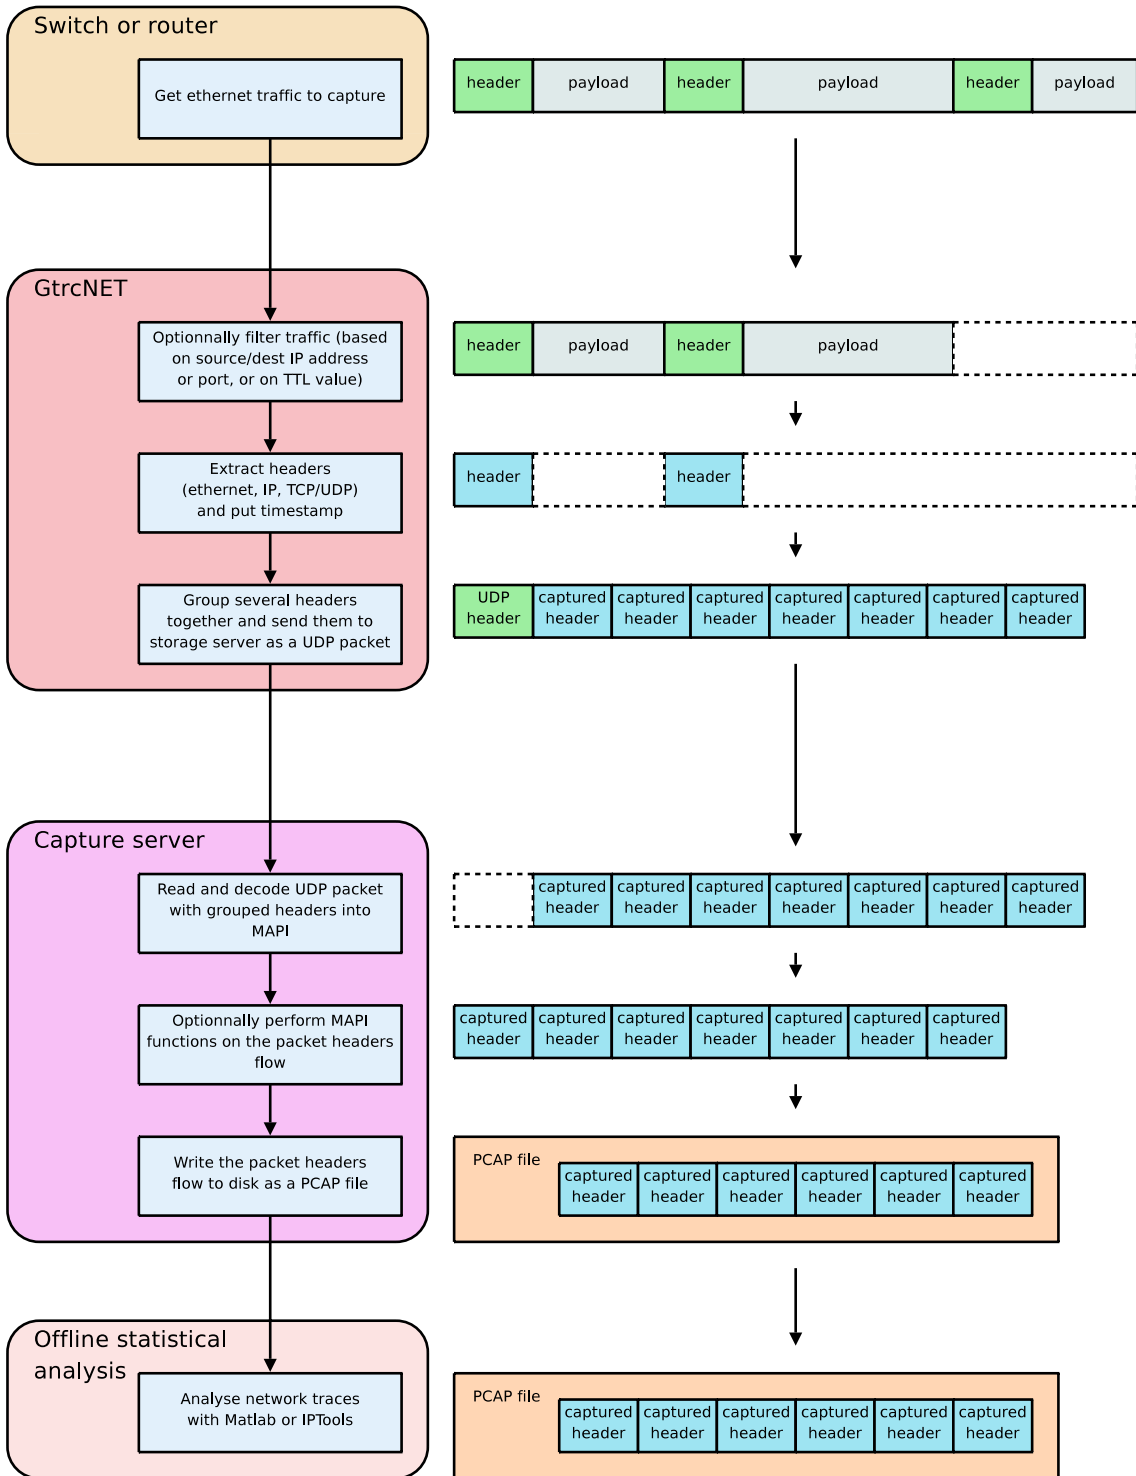 Switch or router
Get ethernet traffic to capture
header payload header payload header payload
GtrcNET
Optionnally filter traffic (based
on source/dest IP address
or port, or on TTL value)
header payload header payload
Extract headers
(ethernet, IP, TCP/UDP)
and put timestamp
header header
Group several headers
together and send them to
storage server as a UDP packet
UDP captured captured captured captured captured captured captured
header header header header header header header header
Capture server
Read and decode UDP packet
with grouped headers into
MAPI
captured captured captured captured captured captured captured
header header header header header header header
Optionnally perform MAPI
functions on the packet headers
flow
captured captured captured captured captured captured captured
header header header header header header header
Write the packet headers
flow to disk as a PCAP file
PCAP file
captured captured captured captured captured captured
header header header header header header
Offline statistical
analysis
Analyse network traces
with Matlab or IPTools
PCAP file
captured captured captured captured captured captured
header header header header header header